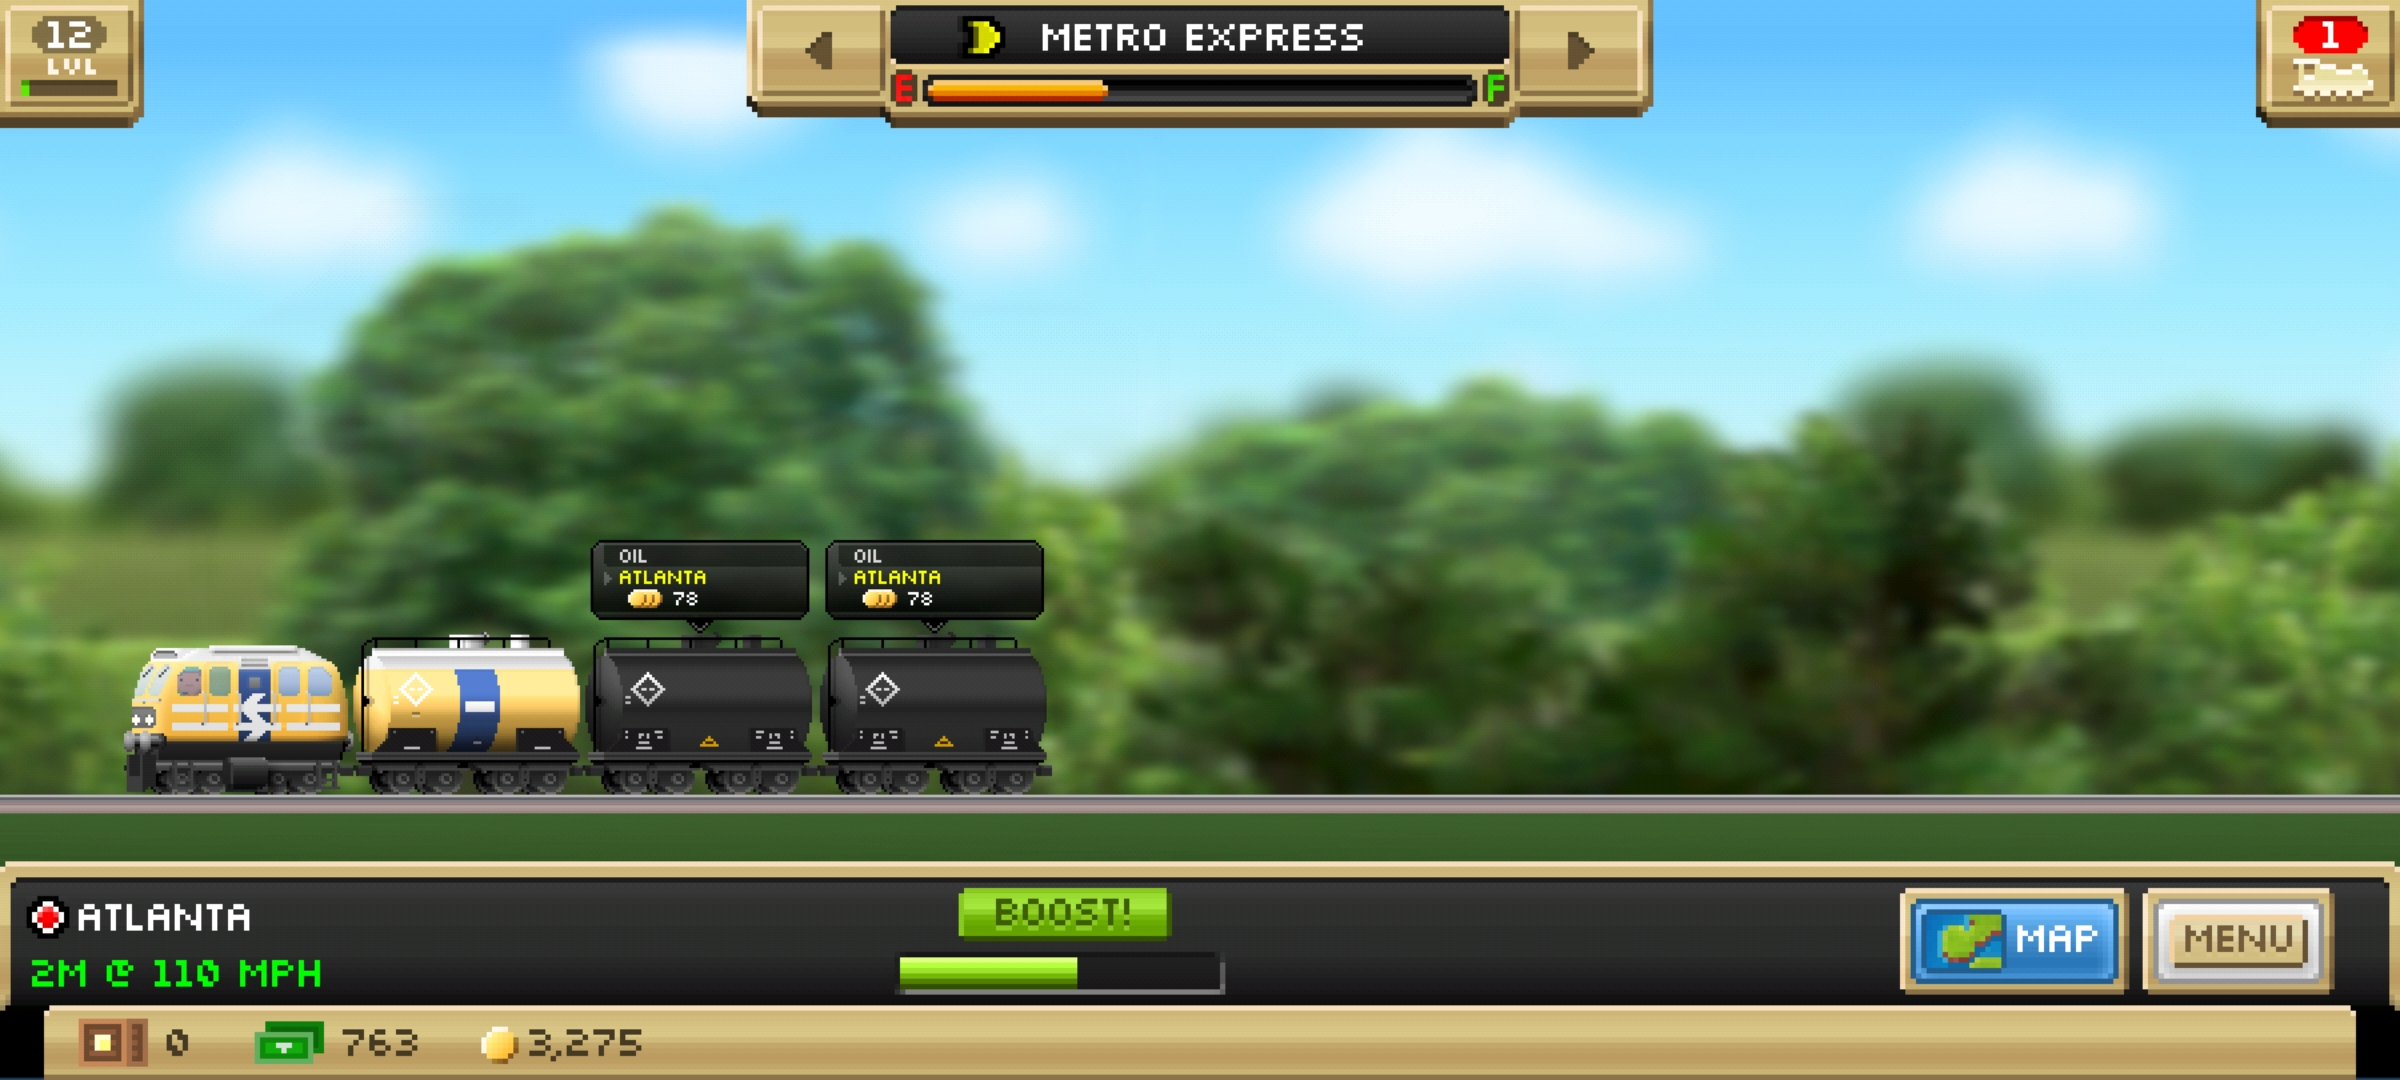 12
LVL
METRO EXPRESS
E F
1
OIL
ATLANTA
78
OIL
ATLANTA
78
ATLANTA
2M @ 110 MPH
BOOST!
MAP
MENU
0
763
3,275